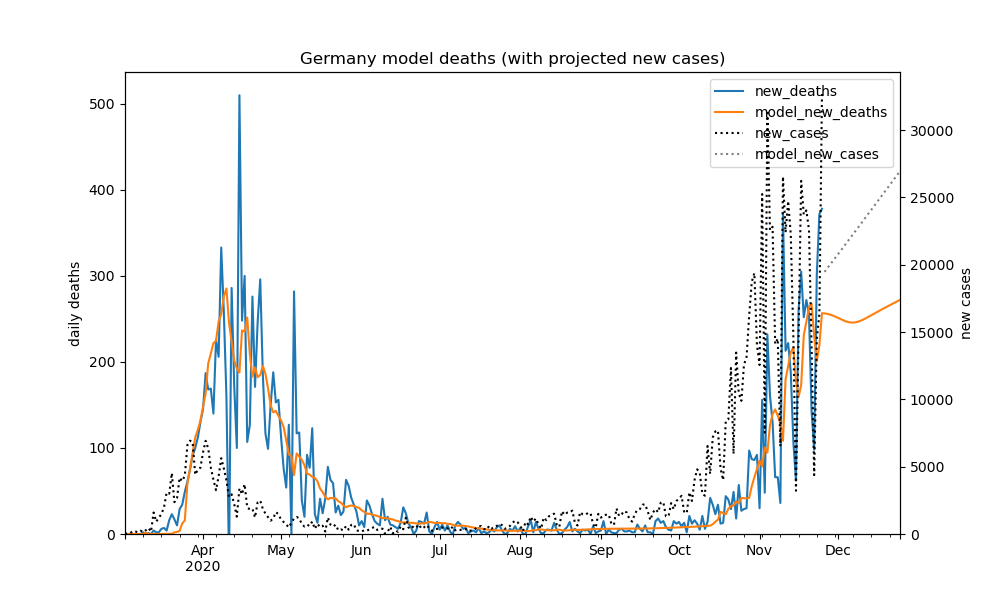 Germany model deaths (with projected new cases)
new_deaths
model_new_deaths
new_cases
model_new_cases
daily deaths
new cases
500
400
300
200
100
0
30000
25000
20000
15000
10000
5000
0
Apr May Jun Jul Aug Sep Oct Nov Dec
2020